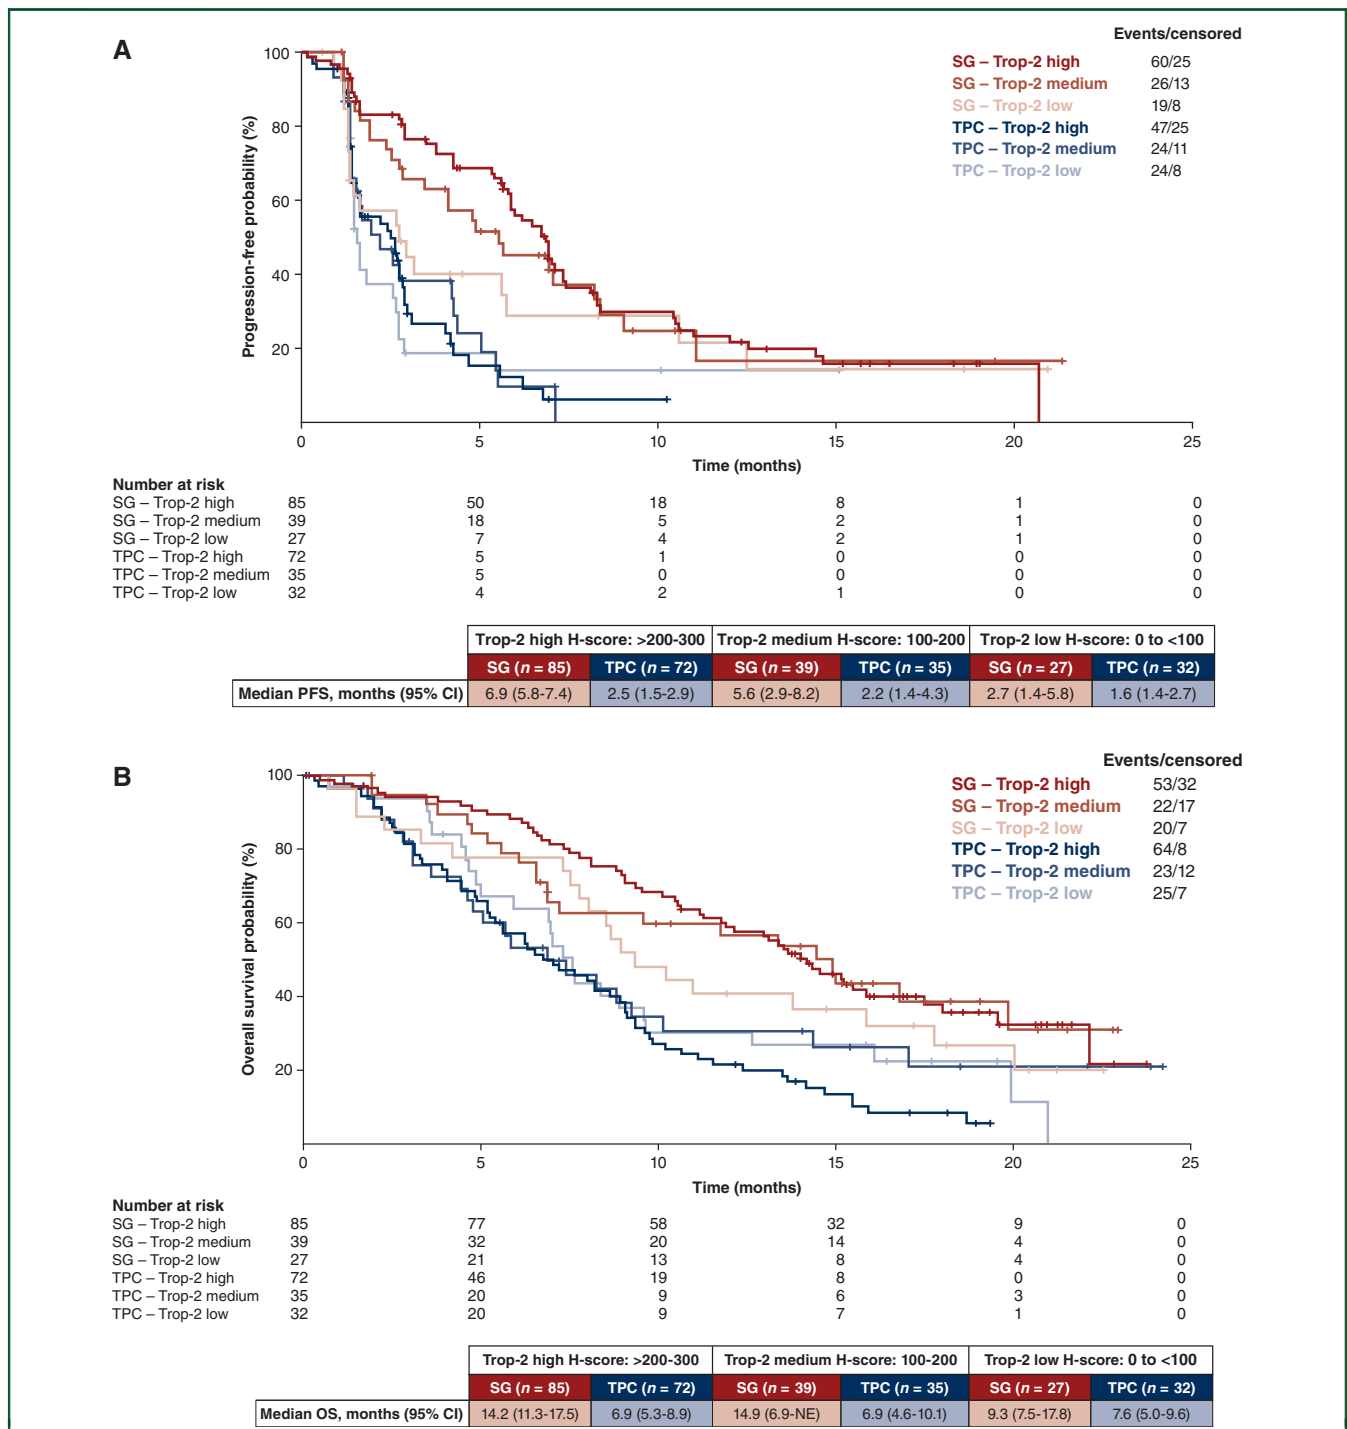 A
Events/censored
SG – Trop-2 high 60/25
SG – Trop-2 medium 26/13
SG – Trop-2 low 19/8
TPC – Trop-2 high 47/25
TPC – Trop-2 medium 24/11
TPC – Trop-2 low 24/8
Progression-free probability (%)
100
80
60
40
20
0 5 10 15 20 25
Time (months)
Number at risk
SG – Trop-2 high 85 50 18 8 1 0
SG – Trop-2 medium 39 18 5 2 1 0
SG – Trop-2 low 27 7 4 2 1 0
TPC – Trop-2 high 72 5 1 0 0 0
TPC – Trop-2 medium 35 5 0 0 0 0
TPC – Trop-2 low 32 4 2 1 0 0
Trop-2 high H-score: >200-300 Trop-2 medium H-score: 100-200 Trop-2 low H-score: 0 to <100
SG (n = 85) TPC (n = 72) SG (n = 39) TPC (n = 35) SG (n = 27) TPC (n = 32)
Median PFS, months (95% CI) 6.9 (5.8-7.4) 2.5 (1.5-2.9) 5.6 (2.9-8.2) 2.2 (1.4-4.3) 2.7 (1.4-5.8) 1.6 (1.4-2.7)
B
Events/censored
SG – Trop-2 high 53/32
SG – Trop-2 medium 22/17
SG – Trop-2 low 20/7
TPC – Trop-2 high 64/8
TPC – Trop-2 medium 23/12
TPC – Trop-2 low 25/7
Overall survival probability (%)
100
80
60
40
20
0 5 10 15 20 25
Time (months)
Number at risk
SG – Trop-2 high 85 77 58 32 9 0
SG – Trop-2 medium 39 32 20 14 4 0
SG – Trop-2 low 27 21 13 8 4 0
TPC – Trop-2 high 72 46 19 8 0 0
TPC – Trop-2 medium 35 20 9 6 3 0
TPC – Trop-2 low 32 20 9 7 1 0
Trop-2 high H-score: >200-300 Trop-2 medium H-score: 100-200 Trop-2 low H-score: 0 to <100
SG (n = 85) TPC (n = 72) SG (n = 39) TPC (n = 35) SG (n = 27) TPC (n = 32)
Median OS, months (95% CI) 14.2 (11.3-17.5) 6.9 (5.3-8.9) 14.9 (6.9-NE) 6.9 (4.6-10.1) 9.3 (7.5-17.8) 7.6 (5.0-9.6)